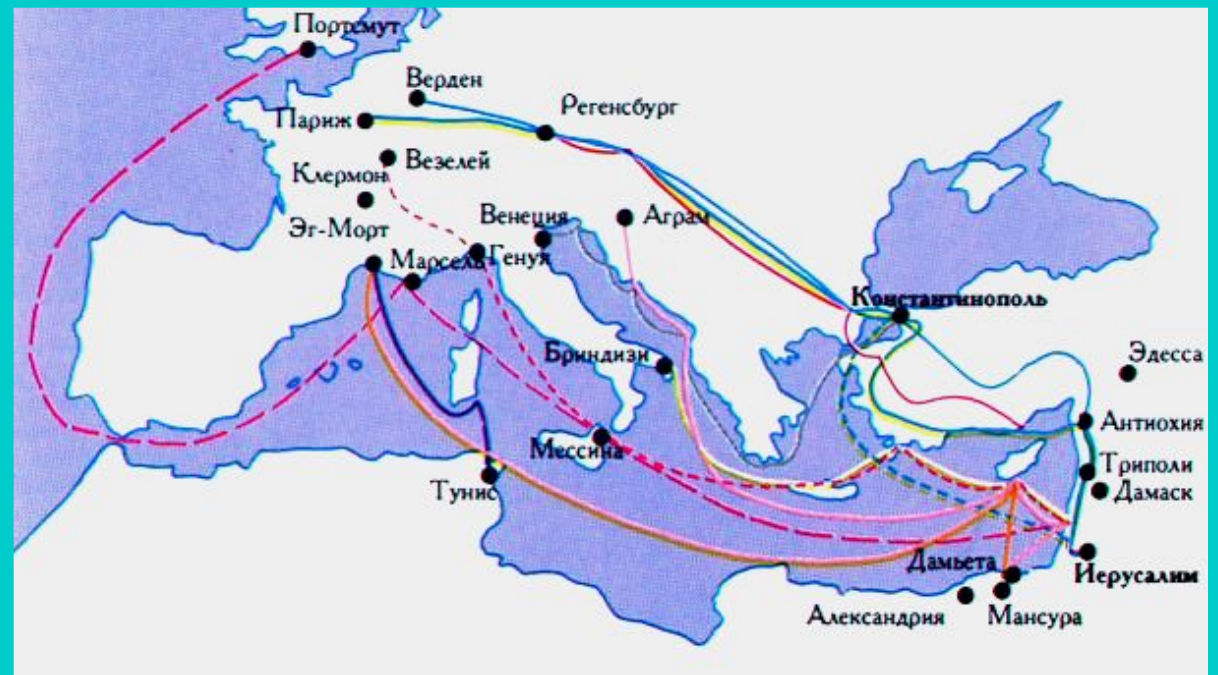 Портсмут
Верден
Регенсбург
Париж
Везелей
Клермон
Венеция
Аграм
Эг-Морт
Марсель
Генуя
Константинополь
Бриндизи
Эдесса
Антиохия
Мессина
Триполи
Тунис
Дамаск
Дамьета
Иерусалим
Александрия
Мансура